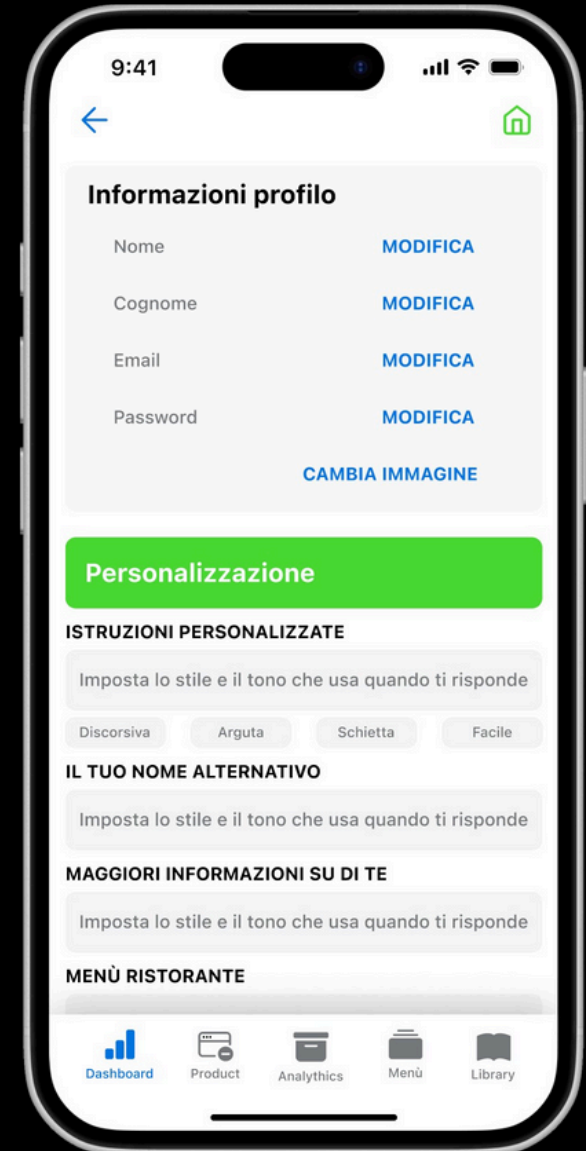 9:41
Informazioni profilo
Nome MODIFICA
Cognome MODIFICA
Email MODIFICA
Password MODIFICA
CAMBIA IMMAGINE
Personalizzazione
ISTRUZIONI PERSONALIZZATE
Imposta lo stile e il tono che usa quando ti risponde
Discorsiva Arguta Schietta Facile
IL TUO NOME ALTERNATIVO
Imposta lo stile e il tono che usa quando ti risponde
MAGGIORI INFORMAZIONI SU DI TE
Imposta lo stile e il tono che usa quando ti risponde
MENÙ RISTORANTE
Dashboard Product Analythics Menù Library